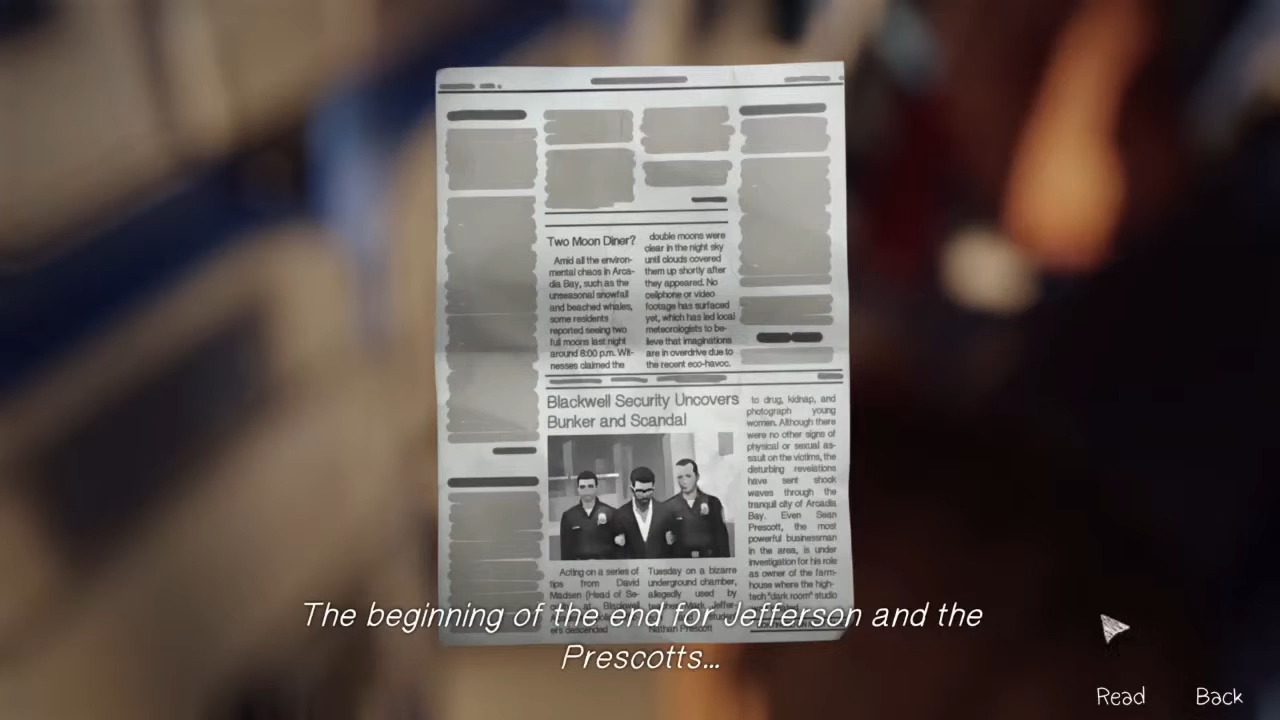 Two Moon Diner?
Amid all the environ-
mental chaos in Arca-
dia Bay, such as the
unseasonal snowfall
and beached whales,
some residents
reported seeing two
full moons last night
around 8:00 p.m. Wit-
nesses claimed the
double moons were
clear in the night sky
until clouds covered
them up shortly after
they appeared. No
cellphone or video
footage has surfaced
yet, which has led local
meteorologists to be-
lieve that imaginations
are in overdrive due to
the recent eco-havoc.
Blackwell Security Uncovers
Bunker and Scandal
Acting on a series of
tips from David
Madsen (Head of Se-
at Blackwell
ers descended
Tuesday on a bizarre
underground chamber,
allegedly used by
Mark Jeffer-
Nathan Prescott
to drug, kidnap, and
photograph young
women. Although there
were no other signs of
physical or sexual as-
sault on the victims, the
disturbing revelations
have sent shock
waves through the
tranquil city of Arcadia
Bay. Even Sean
Prescott, the most
powerful businessman
in the area, is under
investigation for his role
as owner of the farm-
house where the high-
tech "dark room" studio
The beginning of the end for Jefferson and the
Prescotts...
Read
Back